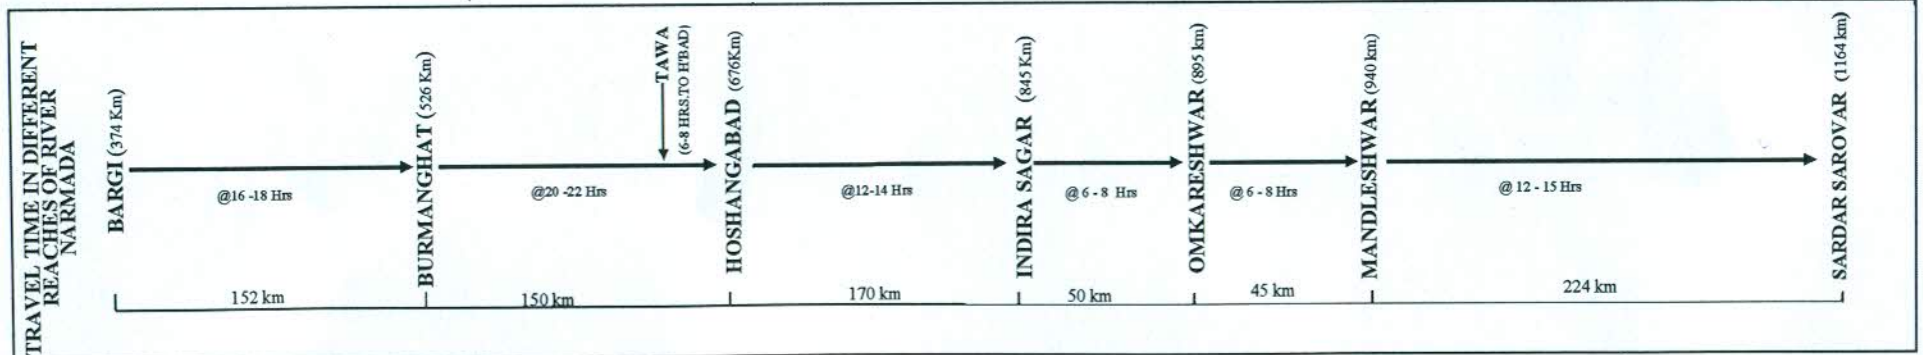 TRAVEL TIME IN DIFFERENT
REACHES OF RIVER
NARMADA
BARGI (374 Km)
@16 -18 Hrs
BURMANGHAT (526 Km)
@20 -22 Hrs
TAWA
(6-8 HRS.TO H'BAD)
HOSHANGABAD (676Km)
@12-14 Hrs
INDIRA SAGAR (845 Km)
@ 6 - 8 Hrs
OMKARESHWAR (895 km)
@ 6 - 8 Hrs
MANDLESHWAR (940 km)
@ 12 - 15 Hrs
SARDAR SAROVAR (1164 km)
152 km
150 km
170 km
50 km
45 km
224 km